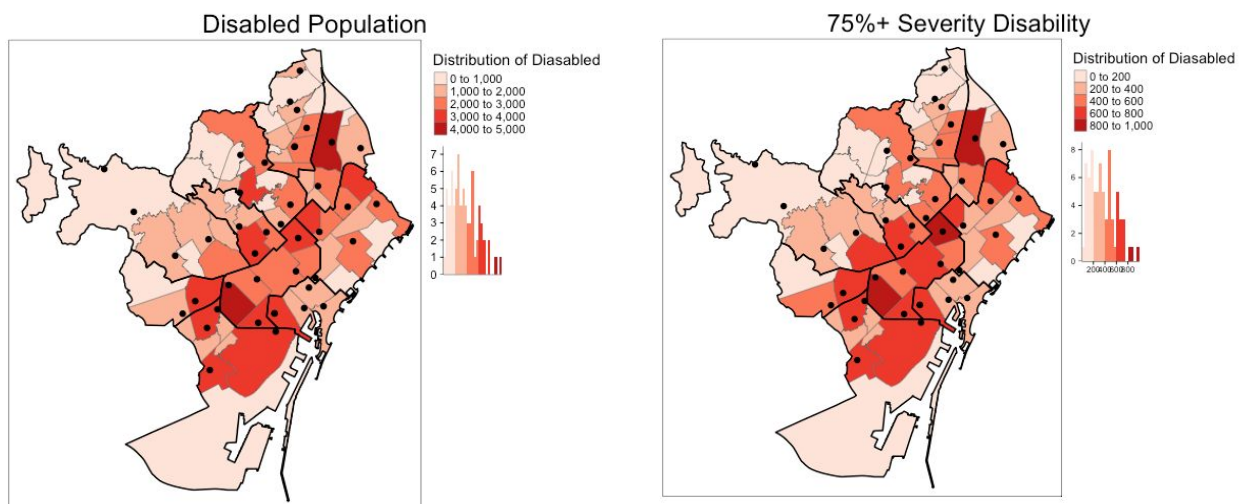 Disabled Population
Distribution of Diasabled
0 to 1,000
1,000 to 2,000
2,000 to 3,000
3,000 to 4,000
4,000 to 5,000
7
6
5
4
3
2
1
0
75%+ Severity Disability
Distribution of Diasabled
0 to 200
200 to 400
400 to 600
600 to 800
800 to 1,000
8
6
4
2
0
200400600 800